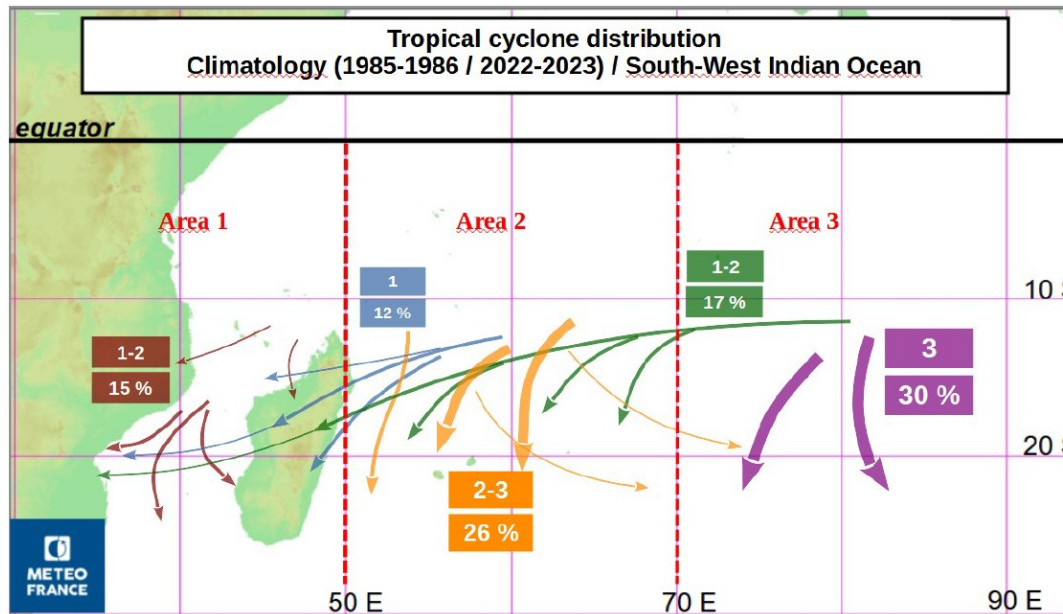 Tropical cyclone distribution
Climatology (1985-1986 / 2022-2023) / South-West Indian Ocean
equator
Area 1
Area 2
Area 3
1-2
17 %
1
12 %
10 S
1-2
15 %
3
30 %
20 S
2-3
26 %
METEO
FRANCE
50 E
70 E
90 E